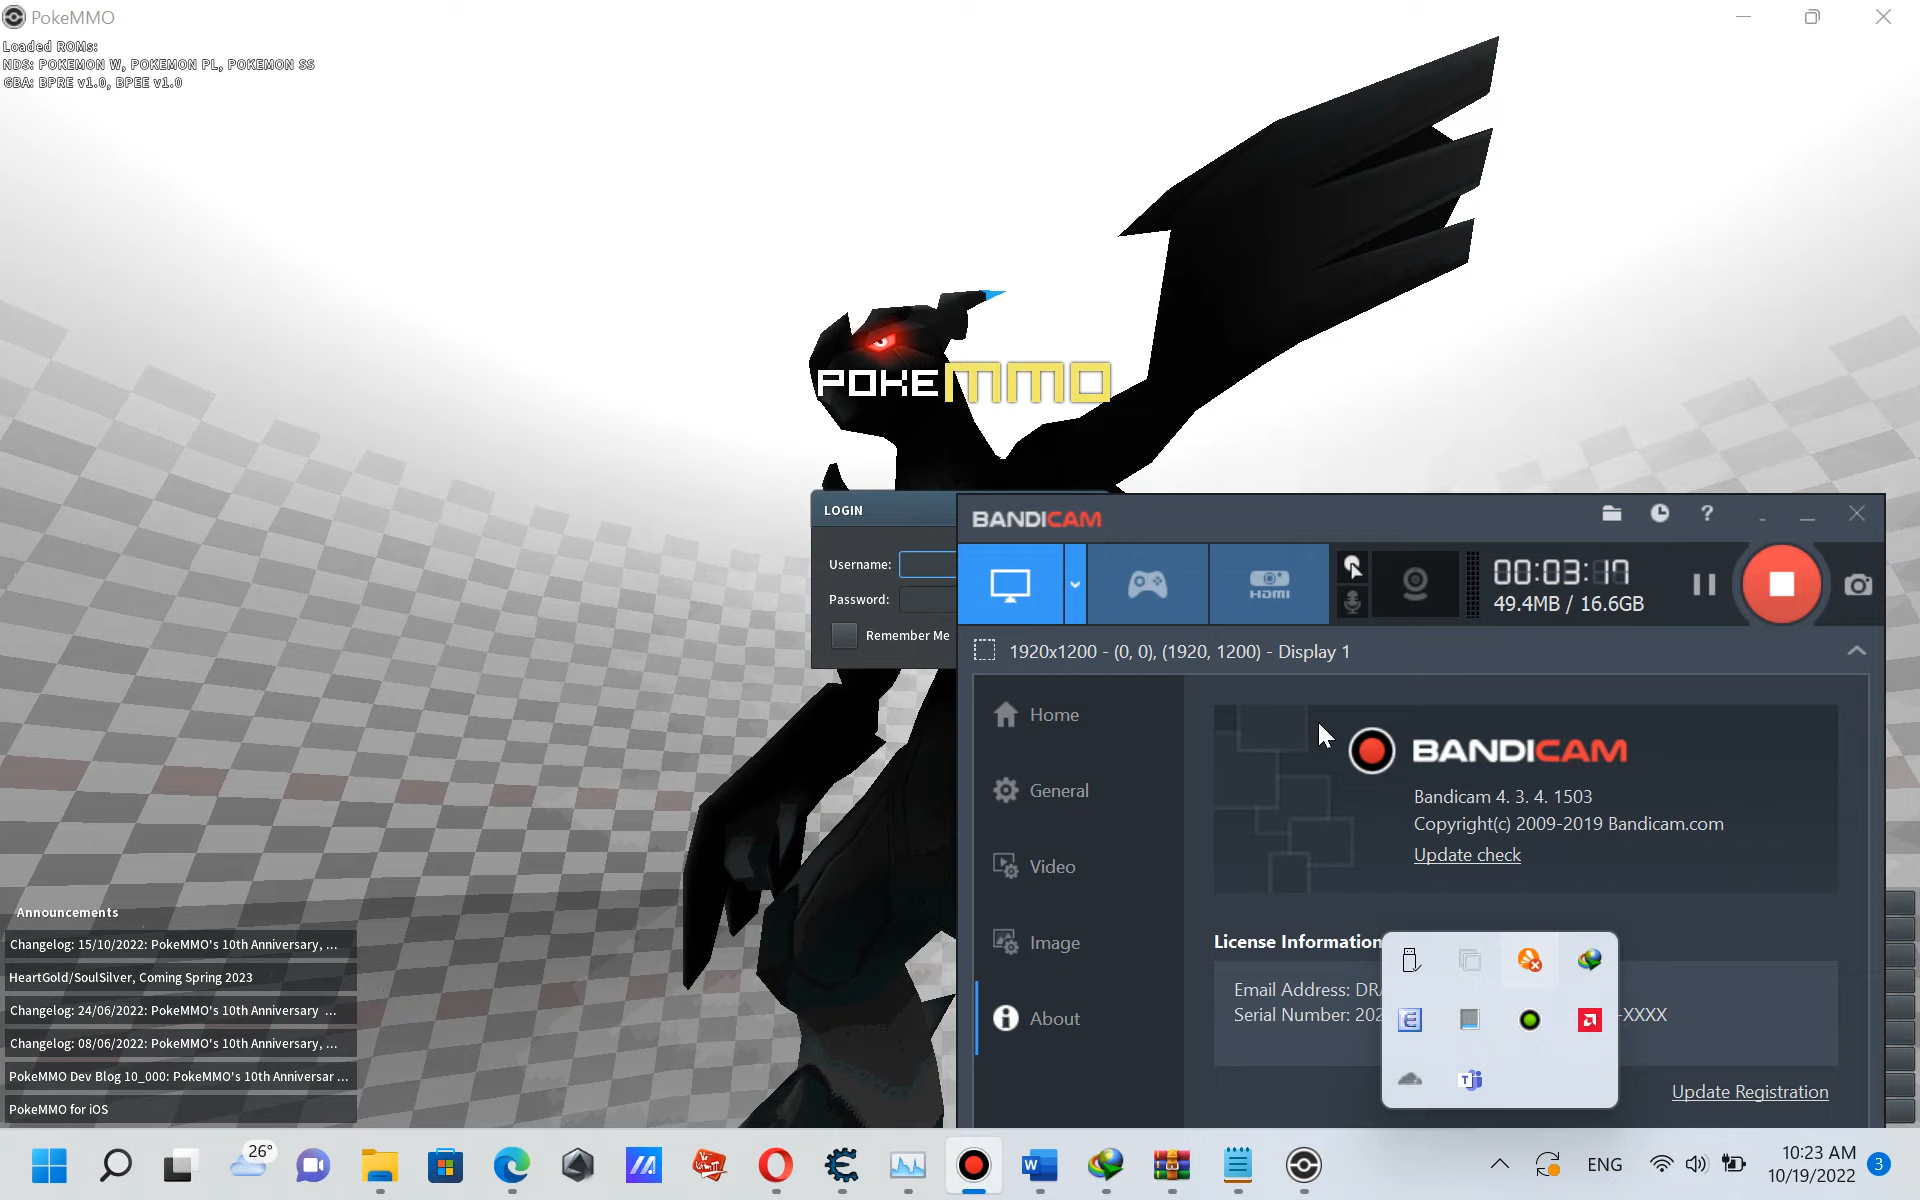 PokeMMO
Loaded ROMs:
NDS: POKEMON W, POKEMON PL, POKEMON SS
GBA: BPRE v1.0, BPEE v1.0
POKEMMO
LOGIN
Username:
Password:
Remember Me
BANDICAM
HDMI
00:03:17
49.4MB / 16.6GB
1920x1200 - (0, 0), (1920, 1200) - Display 1
Home
General
Video
Image
About
BANDICAM
Bandicam 4. 3. 4. 1503
Copyright(c) 2009-2019 Bandicam.com
Update check
License Information
Email Address: DR
Serial Number: 202
-XXXX
Update Registration
Announcements
Changelog: 15/10/2022: PokeMMO's 10th Anniversary, ...
HeartGold/SoulSilver, Coming Spring 2023
Changelog: 24/06/2022: PokeMMO's 10th Anniversary ...
Changelog: 08/06/2022: PokeMMO's 10th Anniversary, ...
PokeMMO Dev Blog 10_000: PokeMMO's 10th Anniversar ...
PokeMMO for iOS
26°
ENG
10:23 AM
10/19/2022
3